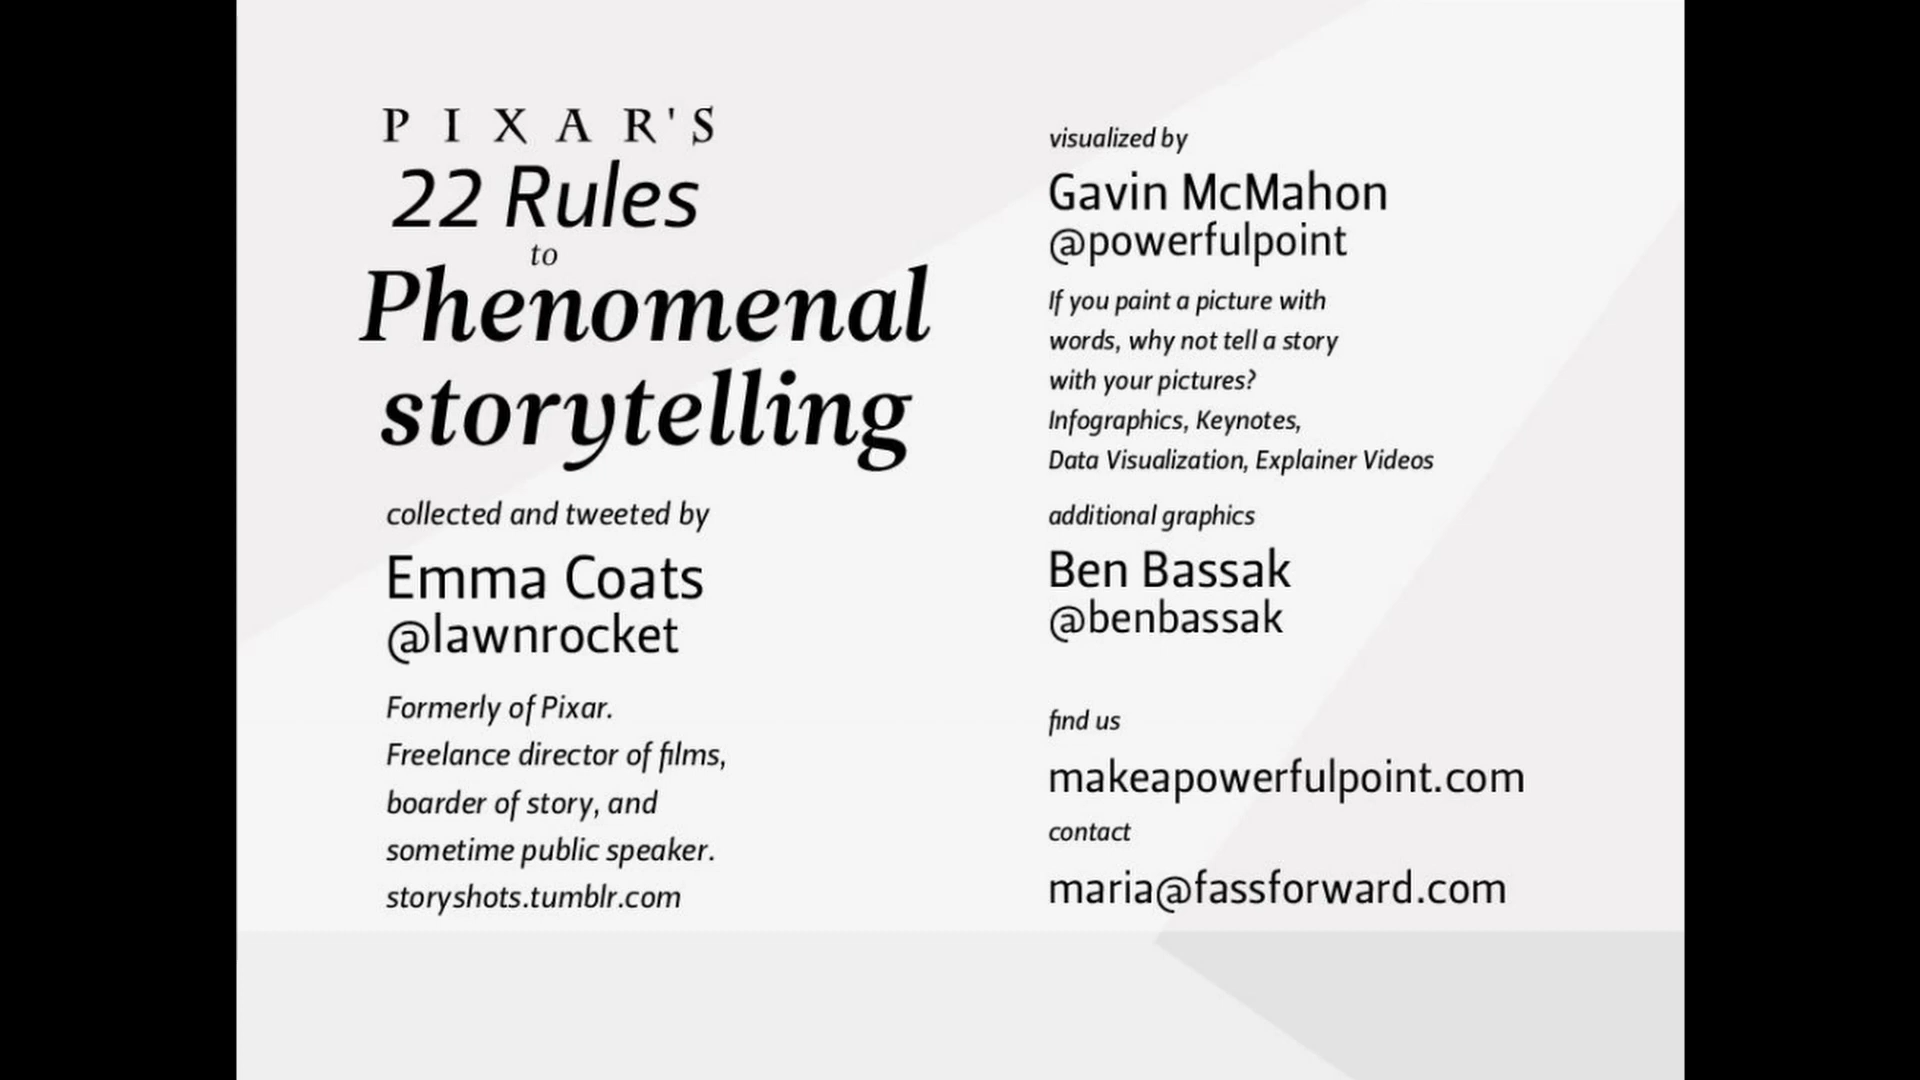 PIXAR'S
22 Rules
to
Phenomenal
storytelling
collected and tweeted by
Emma Coats
@lawnrocket
Formerly of Pixar.
Freelance director of films,
boarder of story, and
sometime public speaker.
storyshots.tumblr.com
visualized by
Gavin McMahon
@powerfulpoint
If you paint a picture with
words, why not tell a story
with your pictures?
Infographics, Keynotes,
Data Visualization, Explainer Videos
additional graphics
Ben Bassak
@benbassak
find us
makeapowerfulpoint.com
contact
maria@fassforward.com